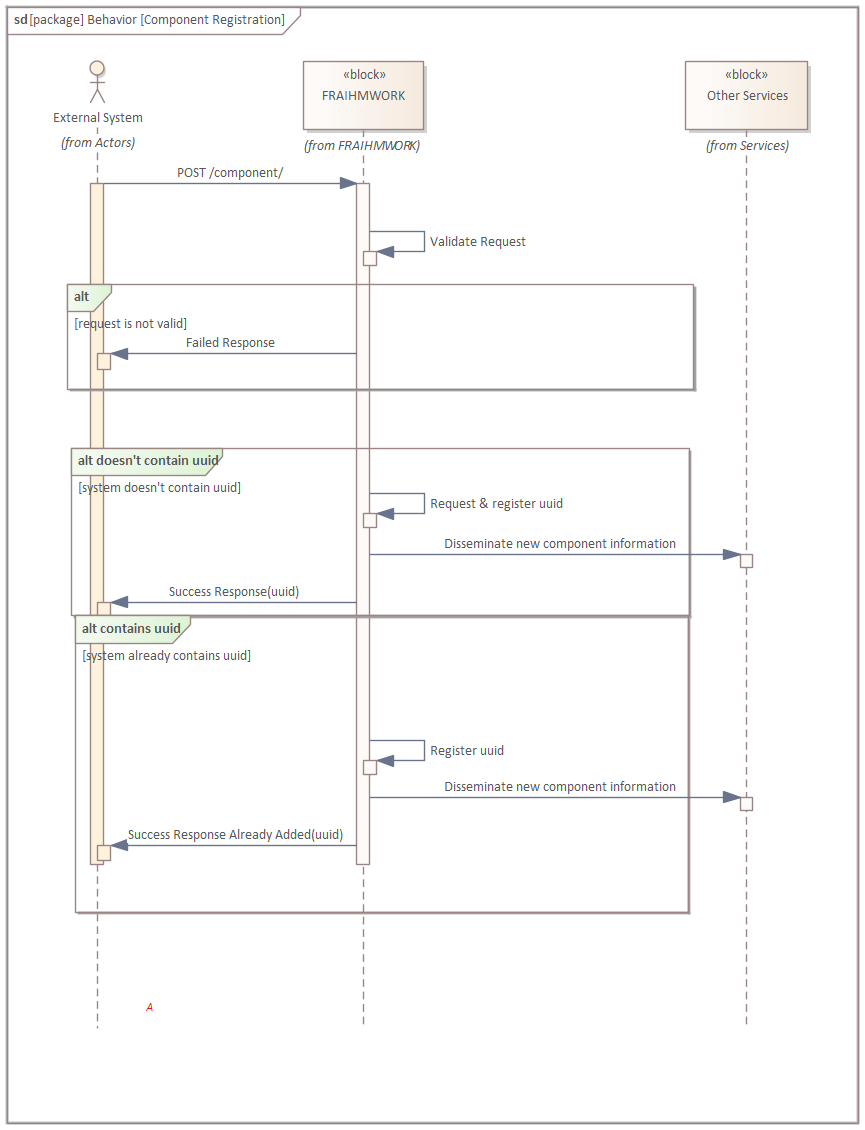 sd [package] Behavior [Component Registration]
«block»
FRAIHMWORK
«block»
Other Services
External System
(from Actors)
(from FRAIHMWORK)
(from Services)
POST /component/
Validate Request
alt
[request is not valid]
Failed Response
alt doesn't contain uuid
[system doesn't contain uuid]
Request & register uuid
Disseminate new component information
Success Response(uuid)
alt contains uuid
[system already contains uuid]
Register uuid
Disseminate new component information
Success Response Already Added(uuid)
A